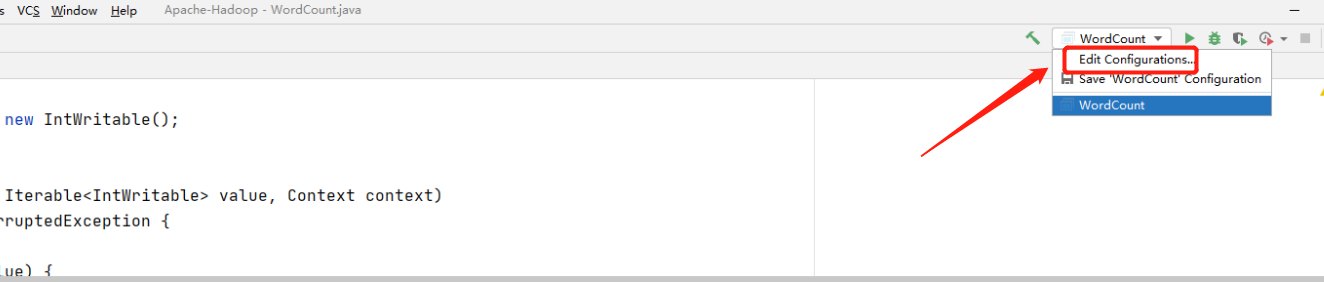 s VCS Window Help Apache-Hadoop - WordCount.java
WordCount
Edit Configurations...
Save 'WordCount' Configuration
WordCount
new IntWritable();
Iterable<IntWritable> value, Context context)
rruptedException {
lue) {